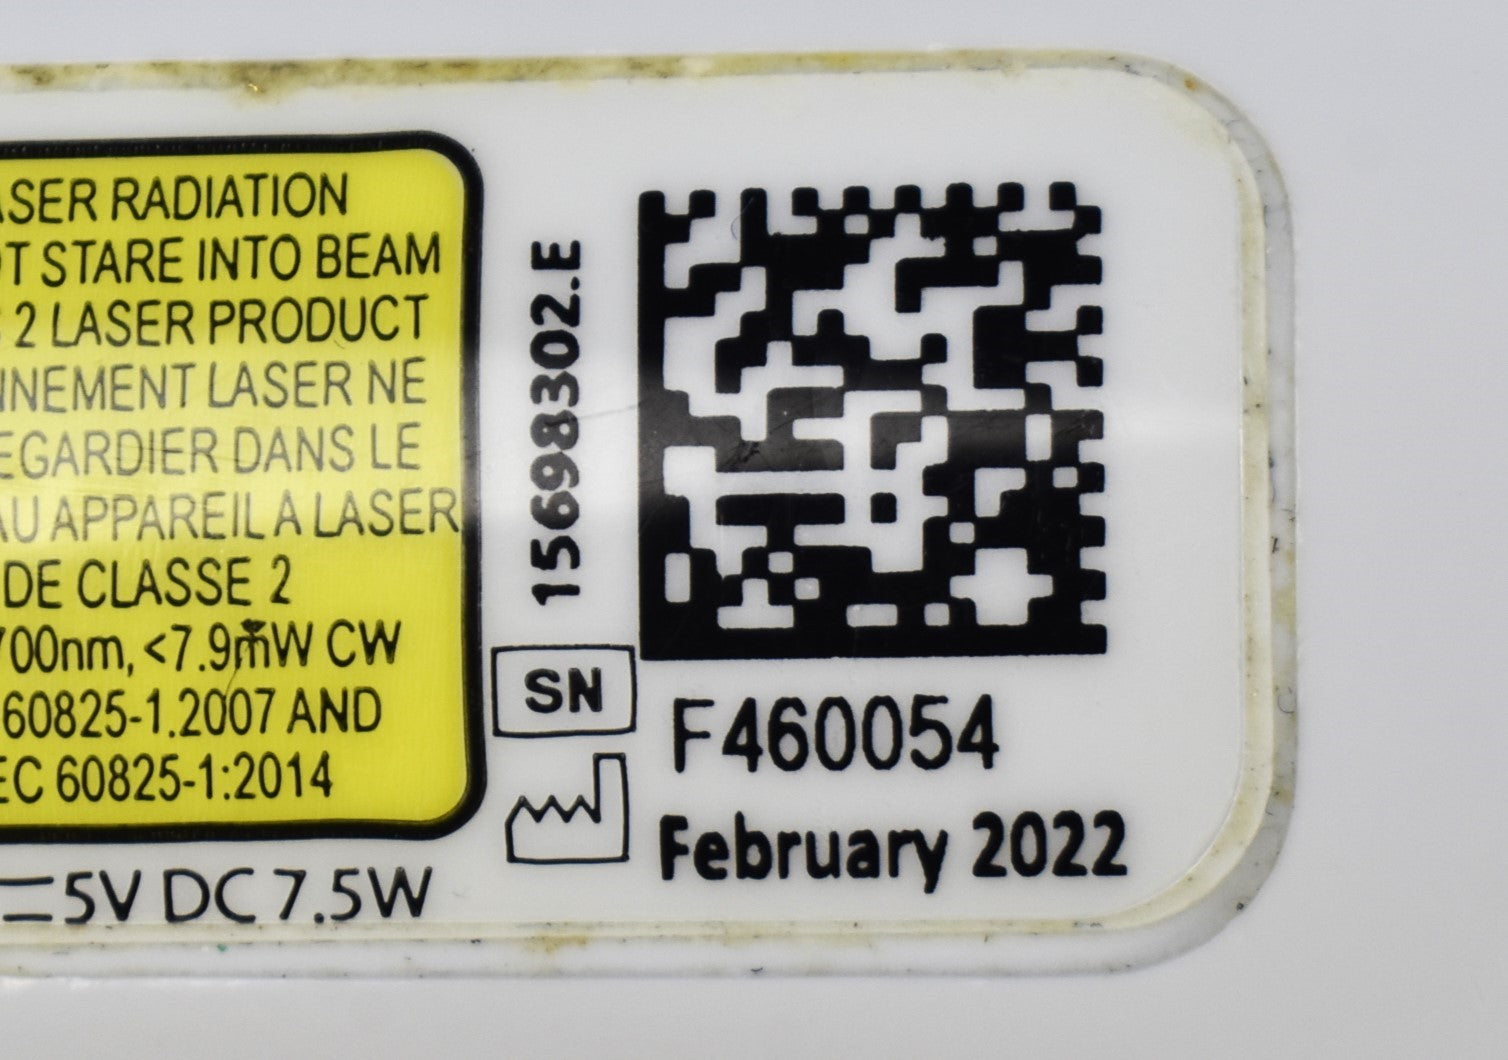 ASER RADIATION
OT STARE INTO BEAM
2 LASER PRODUCT
NNEMENT LASER NE
EGARDIER DANS LE
AU APPAREIL A LASER
DE CLASSE 2
700nm, <7.9mW CW
60825-1.2007 AND
EC 60825-1:2014
5V DC 7.5W
15698302.E
SN
F460054
February 2022